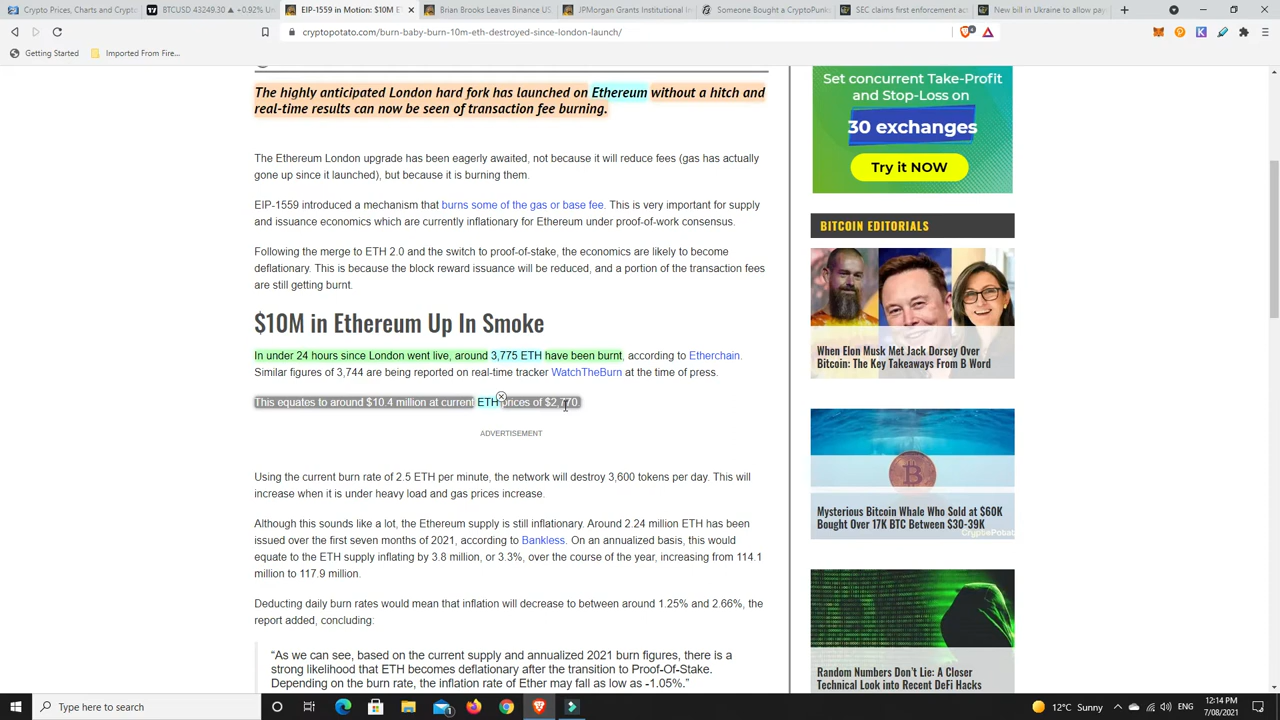 Crypto Prices, Charts and Crypto
BTCUSD 43249.30 ▲ +0.92% Un
EIP-1559 in Motion: $10M E
Brian Brooks Leaves Binance US
JPMorgan Grants Institutional In
Someone Bought a CryptoPunk
SEC claims first enforcement ac
New bill in Ukraine to allow pay
cryptopotato.com/burn-baby-burn-10m-eth-destroyed-since-london-launch/
Getting Started
Imported From Fire...
The highly anticipated London hard fork has launched on Ethereum without a hitch and
real-time results can now be seen of transaction fee burning.
The Ethereum London upgrade has been eagerly awaited, not because it will reduce fees (gas has actually
gone up since it launched), but because it is burning them.
EIP-1559 introduced a mechanism that burns some of the gas or base fee. This is very important for supply
and issuance economics which are currently inflationary for Ethereum under proof-of-work consensus.
Following the merge to ETH 2.0 and the switch to proof-of-stake, the economics are likely to become
deflationary. This is because the block reward issuance will be reduced, and a portion of the transaction fees
are still getting burnt.
$10M in Ethereum Up In Smoke
In under 24 hours since London went live, around 3,775 ETH have been burnt, according to Etherchain.
Similar figures of 3,744 are being reported on real-time tracker WatchTheBurn at the time of press.
This equates to around $10.4 million at current ETH prices of $2,770.
ADVERTISEMENT
Using the current burn rate of 2.5 ETH per minute, the network will destroy 3,600 tokens per day. This will
increase when it is under heavy load and gas prices increase.
Although this sounds like a lot, the Ethereum supply is still inflationary. Around 2.24 million ETH has been
issued over the first seven months of 2021, according to Bankless. On an annualized basis, this would
equate to the ETH supply inflating by 3.8 million, or 3.3%, over the course of the year, increasing from 114.1
million to 117.9 million.
Deducting daily burn rates would mean that inflation will decrease to between around 1.25% and 2.66%, the
report added, concluding:
“As we can see, based on the current supply and annualized 2021 burn figures, there is a
strong likelihood that ETH becomes deflationary after the transition to Proof-Of-Stake.
Depending on the burn rate, the inflation rate of Ether may fall as low as -1.05%.”
Set concurrent Take-Profit
and Stop-Loss on
30 exchanges
Try it NOW
BITCOIN EDITORIALS
When Elon Musk Met Jack Dorsey Over
Bitcoin: The Key Takeaways From B Word
Mysterious Bitcoin Whale Who Sold at $60K
Bought Over 17K BTC Between $30-39K
CryptoPotato
Random Numbers Don't Lie: A Closer
Technical Look into Recent DeFi Hacks
Type here to search
12°C Sunny
ENG
12:14 PM
7/08/2021